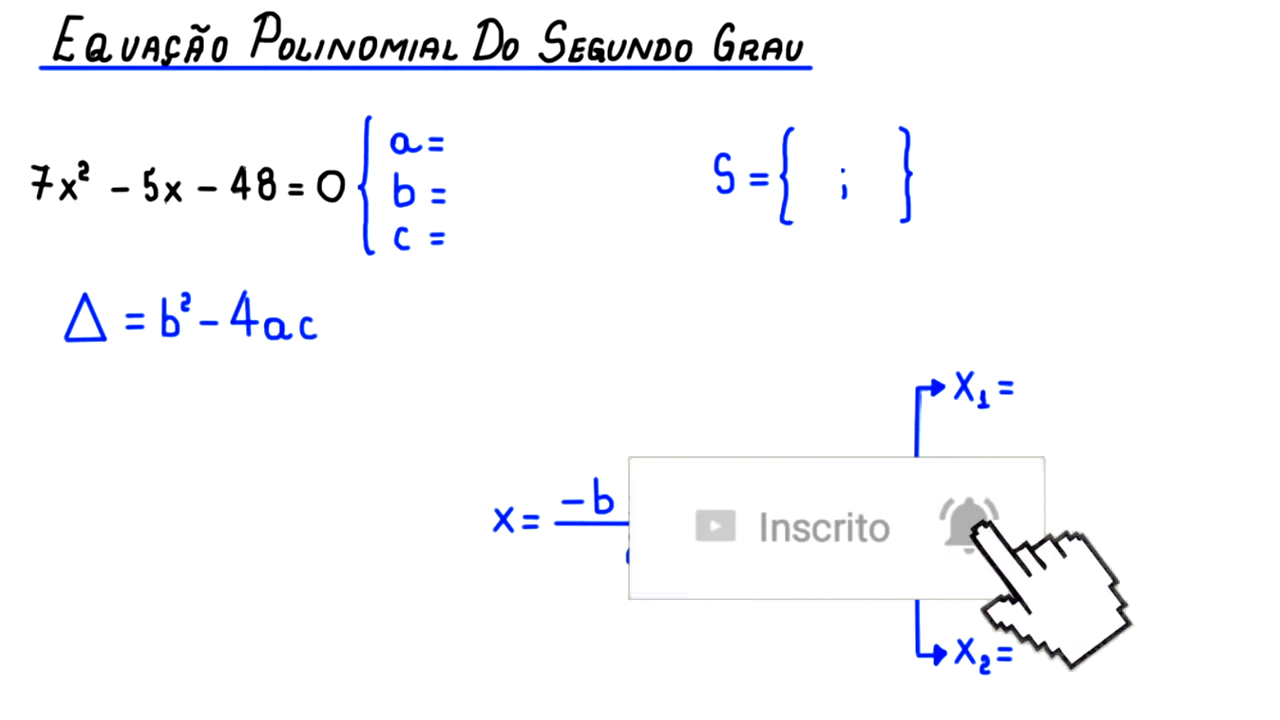 EQUAÇÃO POLINOMIAL DO SEGUNDO GRAU
7x² - 5x - 48 = 0
a =
b =
c =
S = { ; }
Δ = b² - 4ac
x₁ =
x = -b
Inscrito
x₂ =